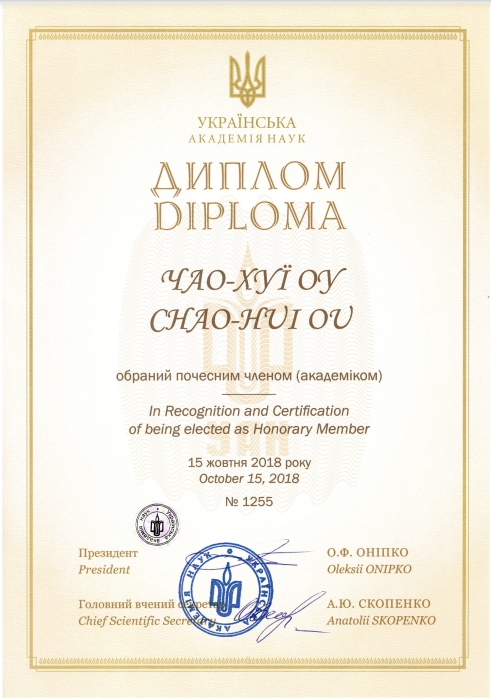 УКРАЇНСЬКА
АКАДЕМІЯ НАУК
ДИПЛОМ
DIPLOMA
ЧАО-ХУЇ ОУ
CHAO-HUI OU
УАН
обраний почесним членом (академіком)
In Recognition and Certification
of being elected as Honorary Member
15 жовтня 2018 року
October 15, 2018
№ 1255
Президент
President
О.Ф. ОНІПКО
Oleksii ONIPKO
УКРАЇНСЬКА АКАДЕМІЯ НАУК
Головний вчений секретар
Chief Scientific Secretary
А.Ю. СКОПЕНКО
Anatolii SKOPENKO